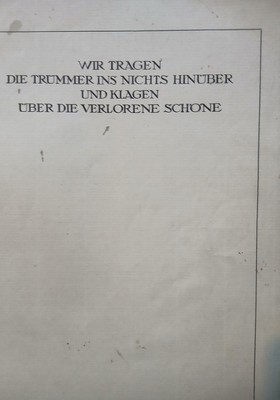 WIR TRAGEN
DIE TRÜMMER INS NICHTS HINÜBER
UND KLAGEN
ÜBER DIE VERLORENE SCHÖNE